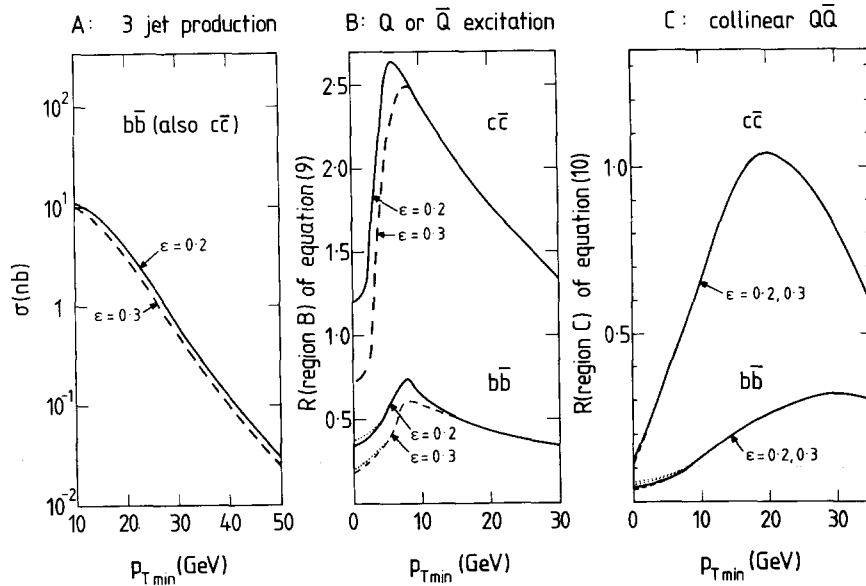 A: 3 jet production
bb̄ (also cc̄)
ε = 0·2
ε = 0·3
σ(nb)
10²
10¹
1
10⁻¹
10⁻²
10 20 30 40 50
pT min (GeV)
B: Q or Q̄ excitation
cc̄
ε = 0·2
ε = 0·3
bb̄
ε = 0·2
ε = 0·3
R (region B) of equation (9)
2.5
2.0
1.5
1.0
0.5
0 10 20 30
pT min (GeV)
C: collinear QQ̄
cc̄
ε = 0·2, 0·3
bb̄
ε = 0·2, 0·3
R(region C) of equation (10)
1.0
0.5
0 10 20 30
pT min (GeV)